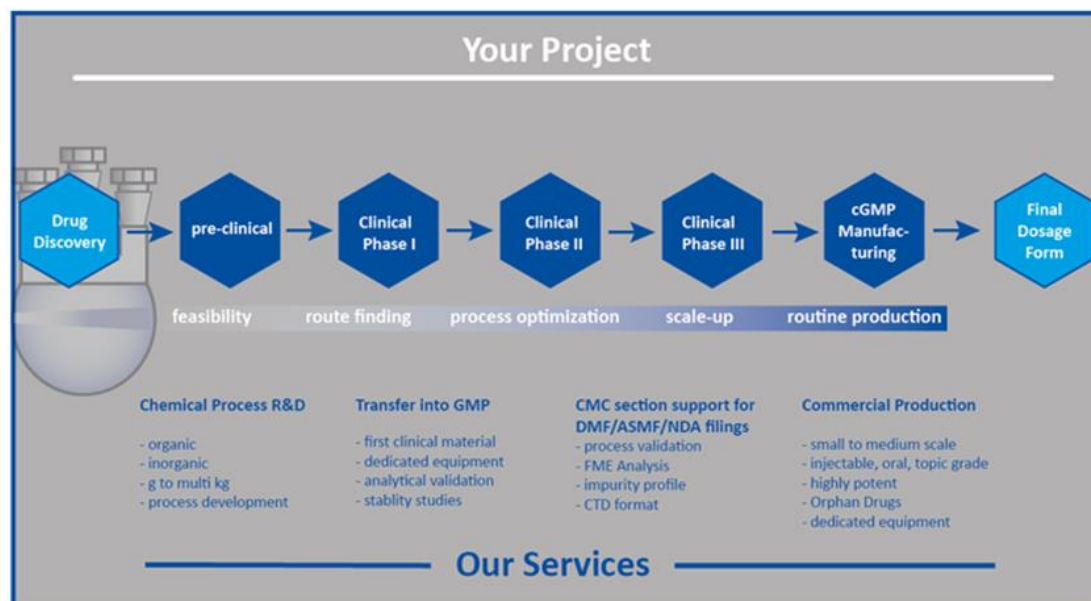 Your Project
Drug
Discovery
pre-clinical
Clinical
Phase I
Clinical
Phase II
Clinical
Phase III
cGMP
Manufac-
turing
Final
Dosage
Form
feasibility
route finding
process optimization
scale-up
routine production
Chemical Process R&D
- organic
- inorganic
- g to multi kg
- process development
Transfer into GMP
- first clinical material
- dedicated equipment
- analytical validation
- stablity studies
CMC section support for
DMF/ASMF/NDA filings
- process validation
- FME Analysis
- impurity profile
- CTD format
Commercial Production
- small to medium scale
- injectable, oral, topic grade
- highly potent
- Orphan Drugs
- dedicated equipment
Our Services